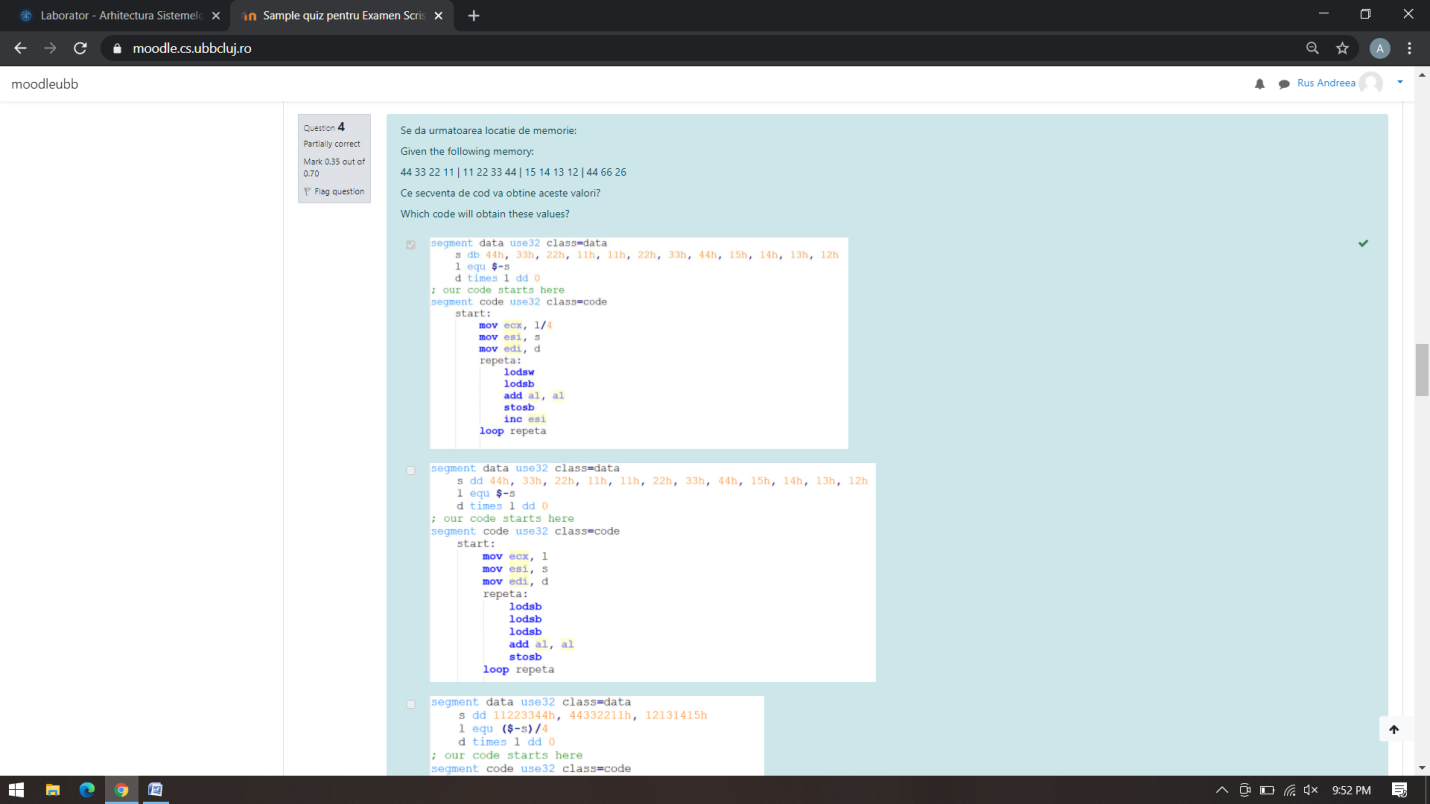 Laborator - Arhitectura Sistemelo
Sample quiz pentru Examen Scris
moodle.cs.ubbcluj.ro
A
moodleubb
Rus Andreea
Question 4
Partially correct
Mark 0.35 out of
0.70
Flag question
Se da urmatoarea locatie de memorie:
Given the following memory:
44 33 22 11 | 11 22 33 44 | 15 14 13 12 | 44 66 26
Ce secventa de cod va obtine aceste valori?
Which code will obtain these values?
segment data use32 class=data
s db 44h, 33h, 22h, 11h, 11h, 22h, 33h, 44h, 15h, 14h, 13h, 12h
l equ $-s
d times l dd 0
; our code starts here
segment code use32 class=code
start:
mov ecx, l/4
mov esi, s
mov edi, d
repeta:
lodsw
lodsb
add al, al
stosb
inc esi
loop repeta
segment data use32 class=data
s dd 44h, 33h, 22h, 11h, 11h, 22h, 33h, 44h, 15h, 14h, 13h, 12h
l equ $-s
d times l dd 0
; our code starts here
segment code use32 class=code
start:
mov ecx, l
mov esi, s
mov edi, d
repeta:
lodsb
lodsb
lodsb
add al, al
stosb
loop repeta
segment data use32 class=data
s dd 11223344h, 44332211h, 12131415h
l equ ($-s)/4
d times l dd 0
; our code starts here
segment code use32 class=code
9:52 PM